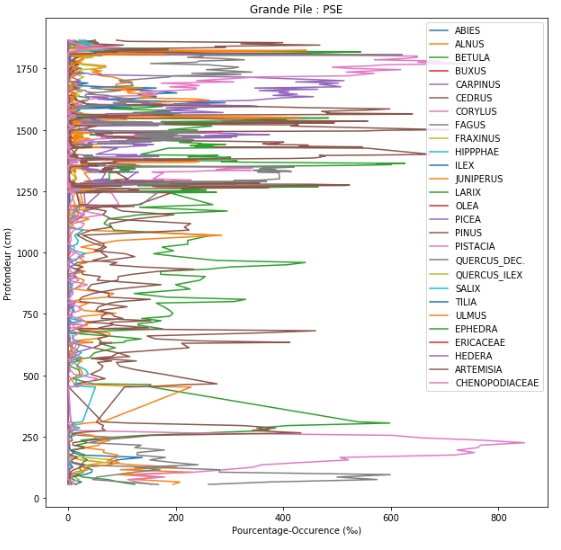 Grande Pile : PSE
1750
1500
1250
1000
750
500
250
0
Profondeur (cm)
0
200
400
600
800
Pourcentage-Occurence (‰)
ABIES
ALNUS
BETULA
BUXUS
CARPINUS
CEDRUS
CORYLUS
FAGUS
FRAXINUS
HIPPPHAE
ILEX
JUNIPERUS
LARIX
OLEA
PICEA
PINUS
PISTACIA
QUERCUS_DEC.
QUERCUS_ILEX
SALIX
TILIA
ULMUS
EPHEDRA
ERICACEAE
HEDERA
ARTEMISIA
CHENOPODIACEAE